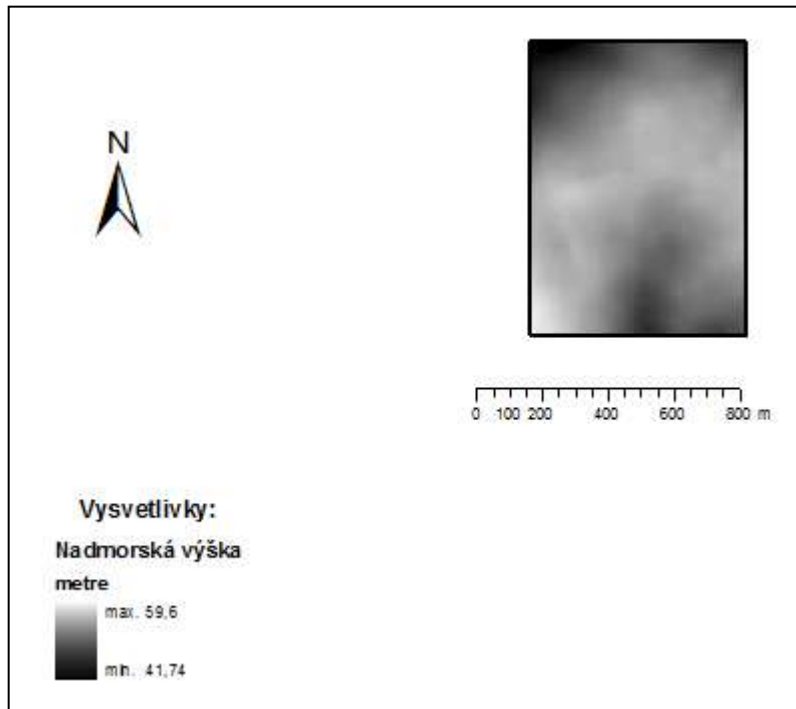 N
0 100 200 400 600 800 m
Vysvetlivky:
Nadmorská výška
metre
max. 59,6
min. 41,74